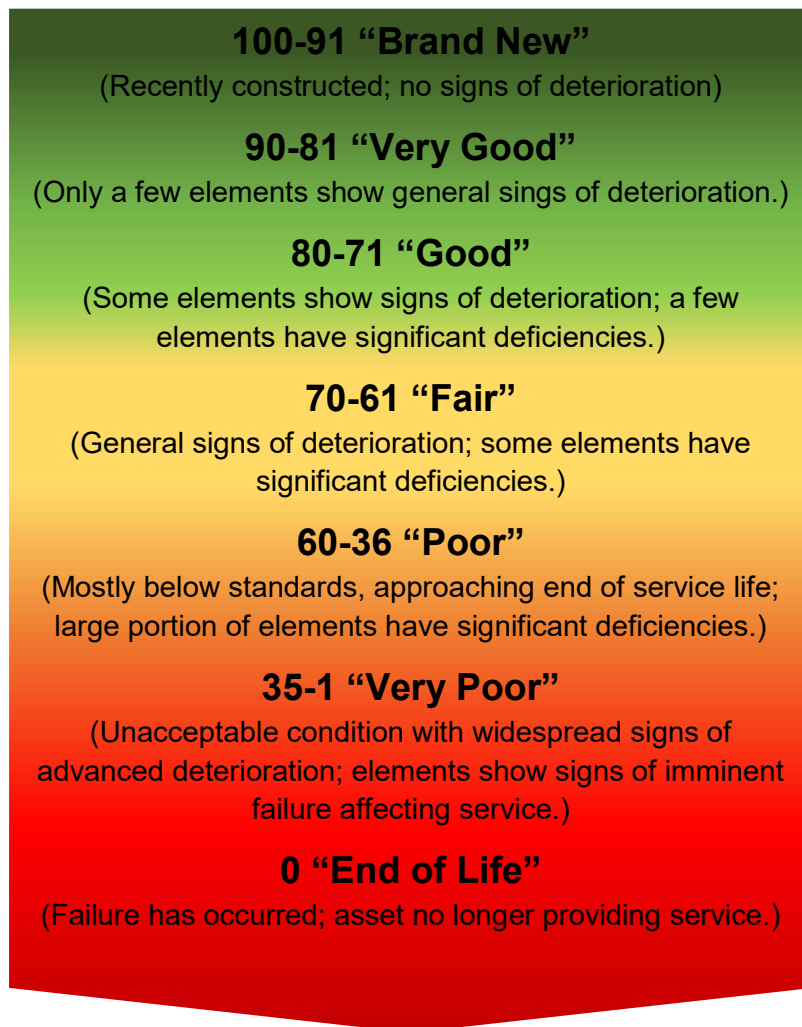 100-91 “Brand New”
(Recently constructed; no signs of deterioration)
90-81 “Very Good”
(Only a few elements show general sings of deterioration.)
80-71 “Good”
(Some elements show signs of deterioration; a few
elements have significant deficiencies.)
70-61 “Fair”
(General signs of deterioration; some elements have
significant deficiencies.)
60-36 “Poor”
(Mostly below standards, approaching end of service life;
large portion of elements have significant deficiencies.)
35-1 “Very Poor”
(Unacceptable condition with widespread signs of
advanced deterioration; elements show signs of imminent
failure affecting service.)
0 “End of Life”
(Failure has occurred; asset no longer providing service.)